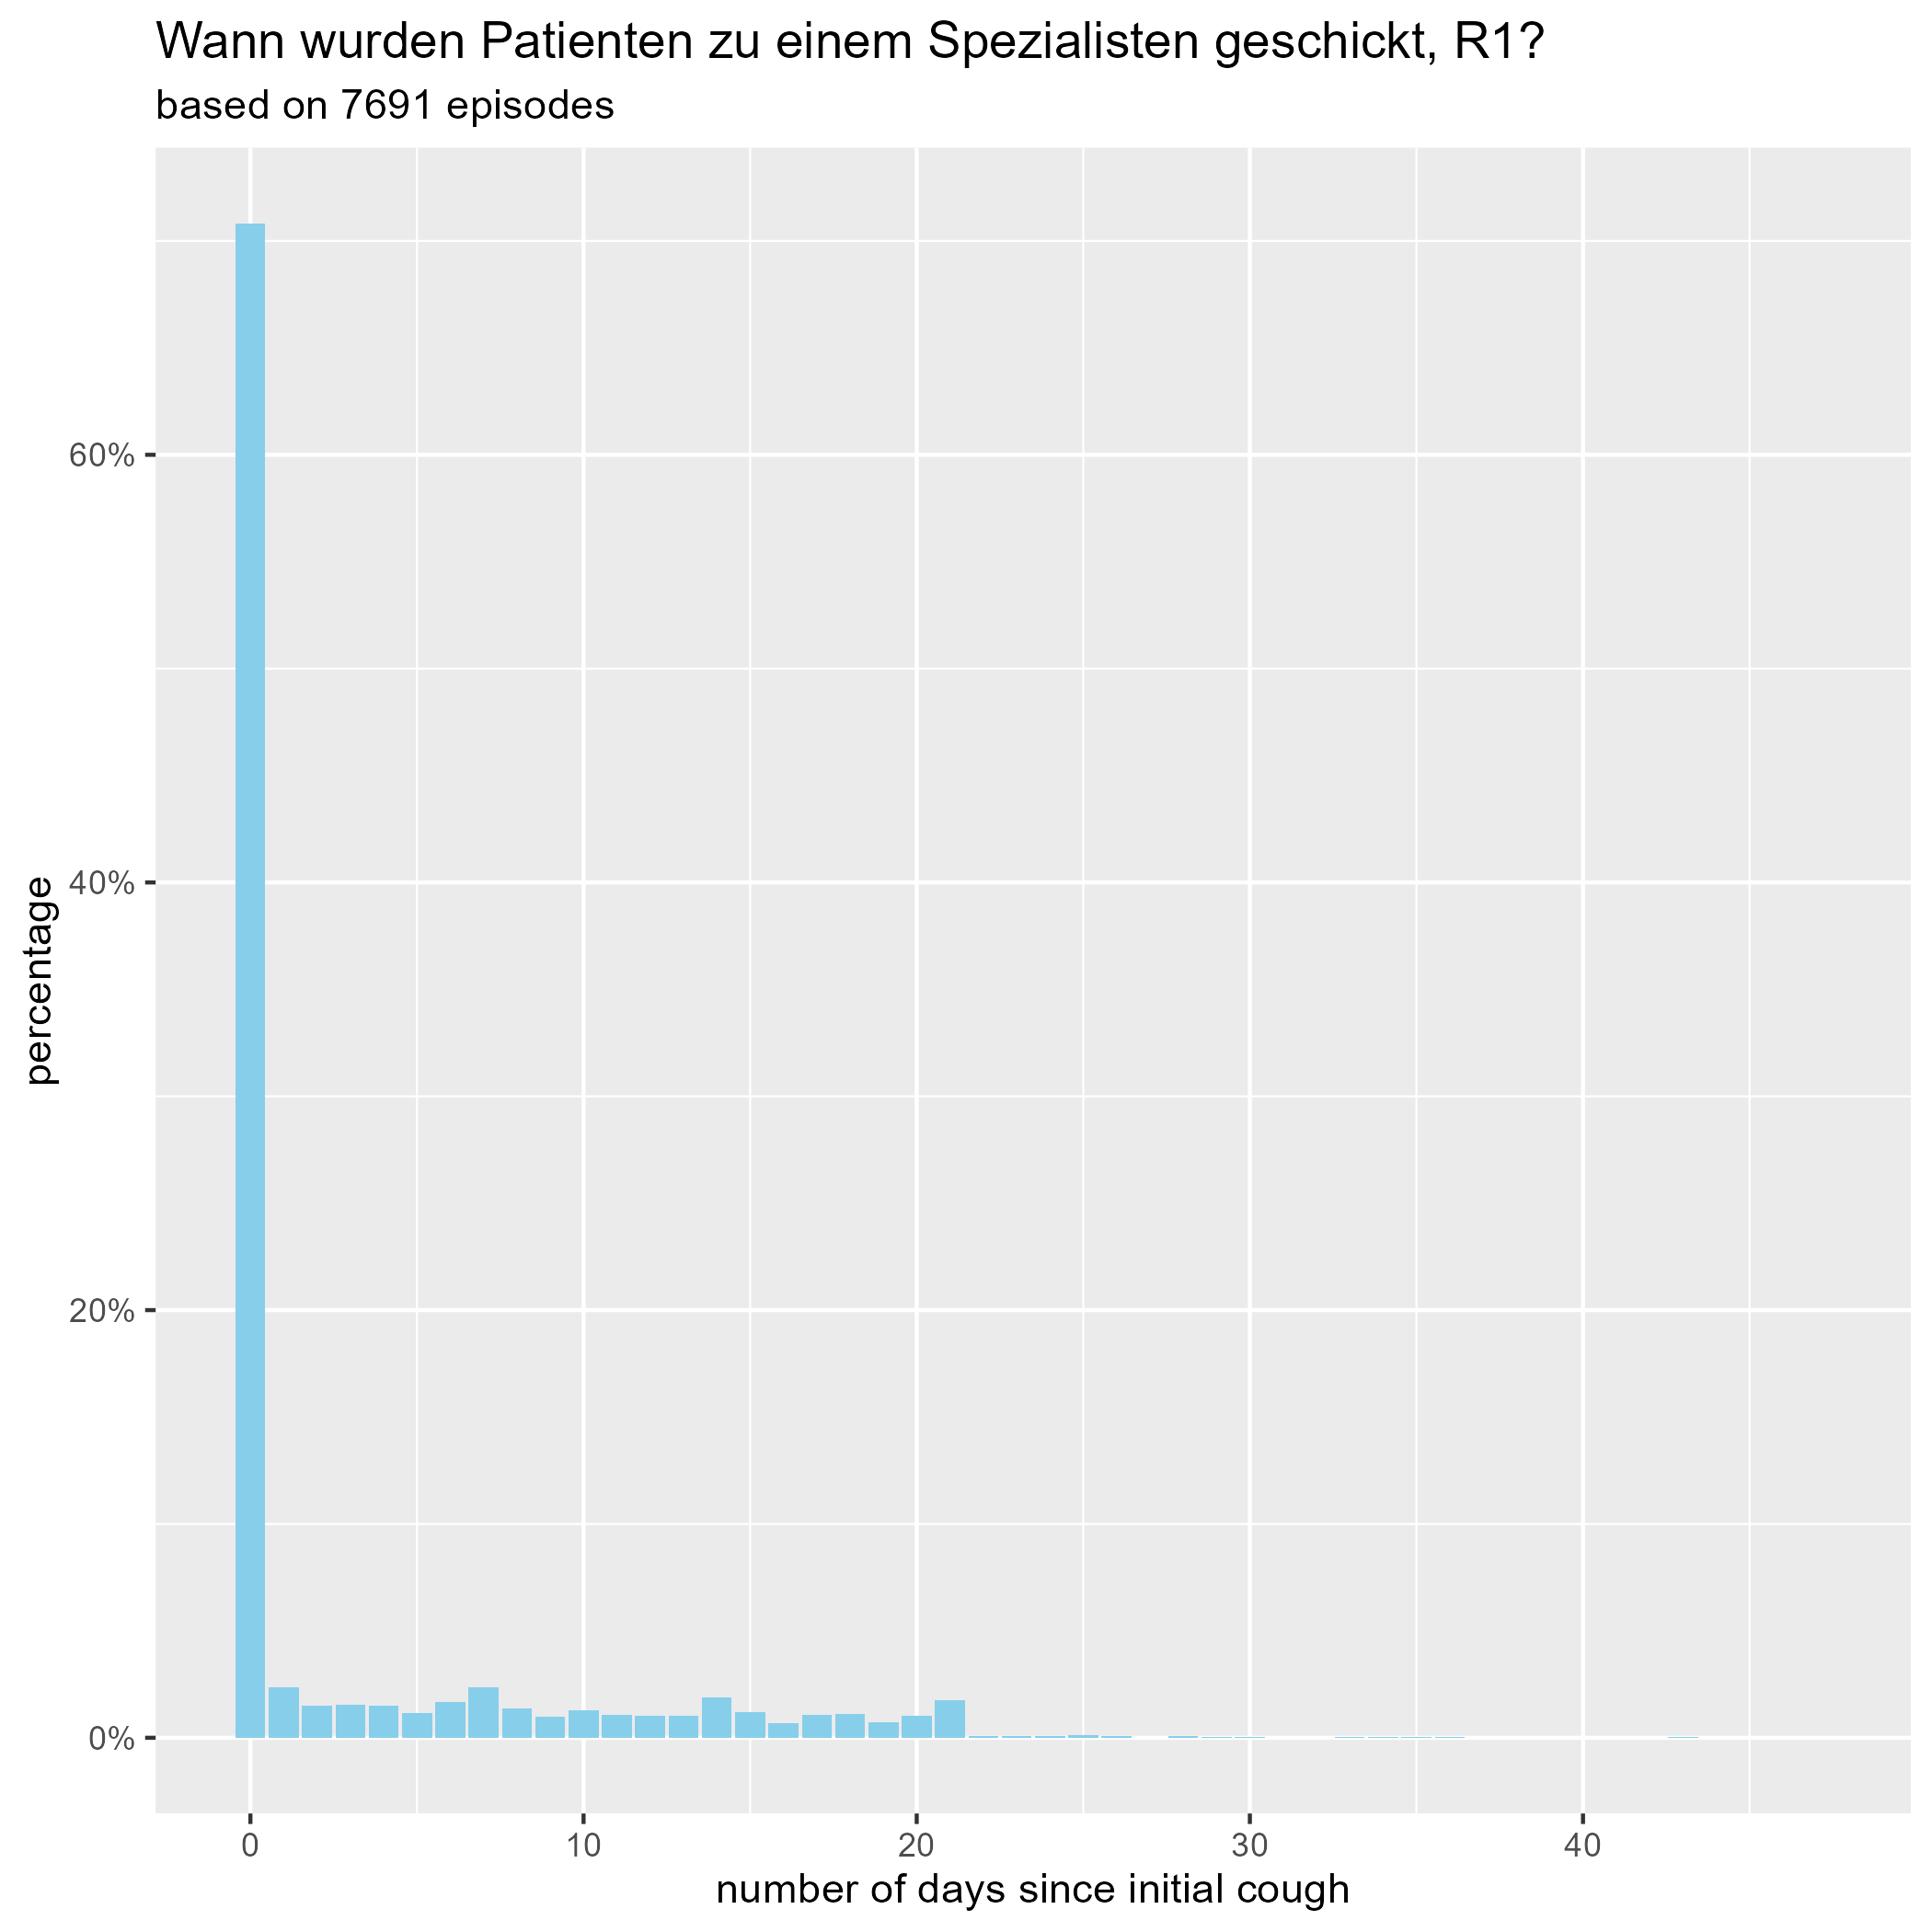 Wann wurden Patienten zu einem Spezialisten geschickt, R1?
based on 7691 episodes
percentage
60%
40%
20%
0%
0 10 20 30 40
number of days since initial cough